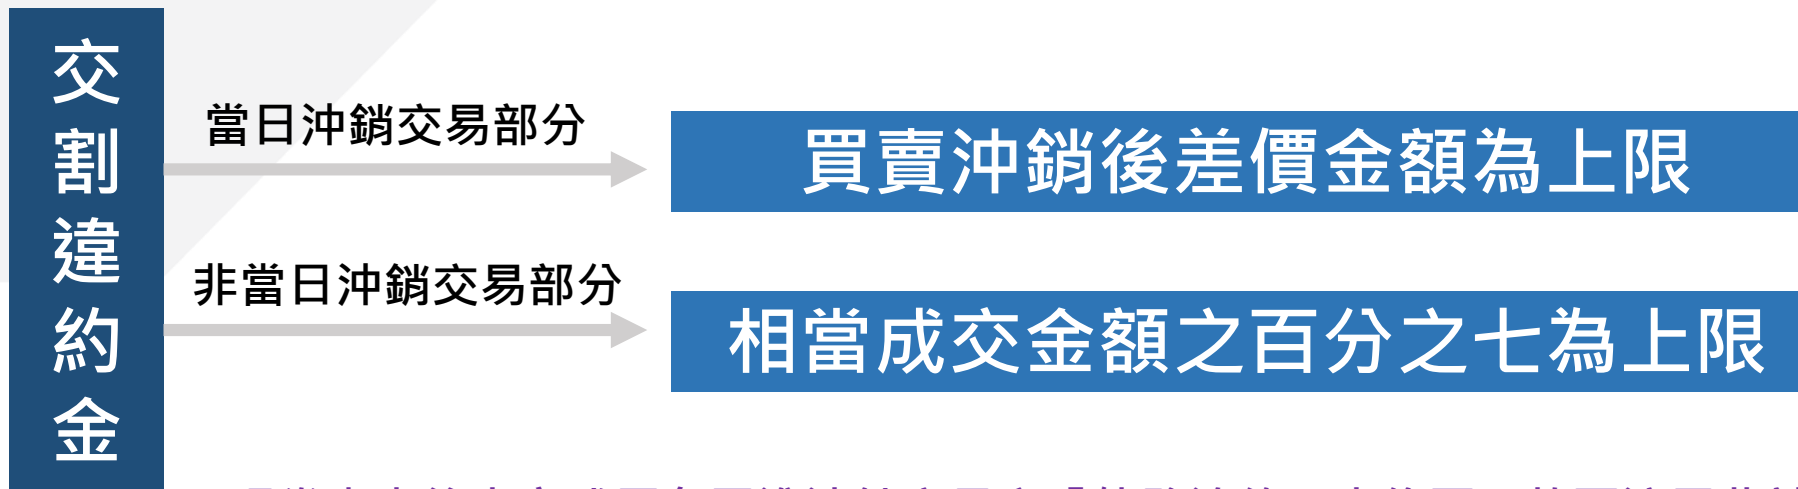 交割違約金
當日沖銷交易部分
買賣沖銷後差價金額為上限
非當日沖銷交易部分
相當成交金額之百分之七為上限